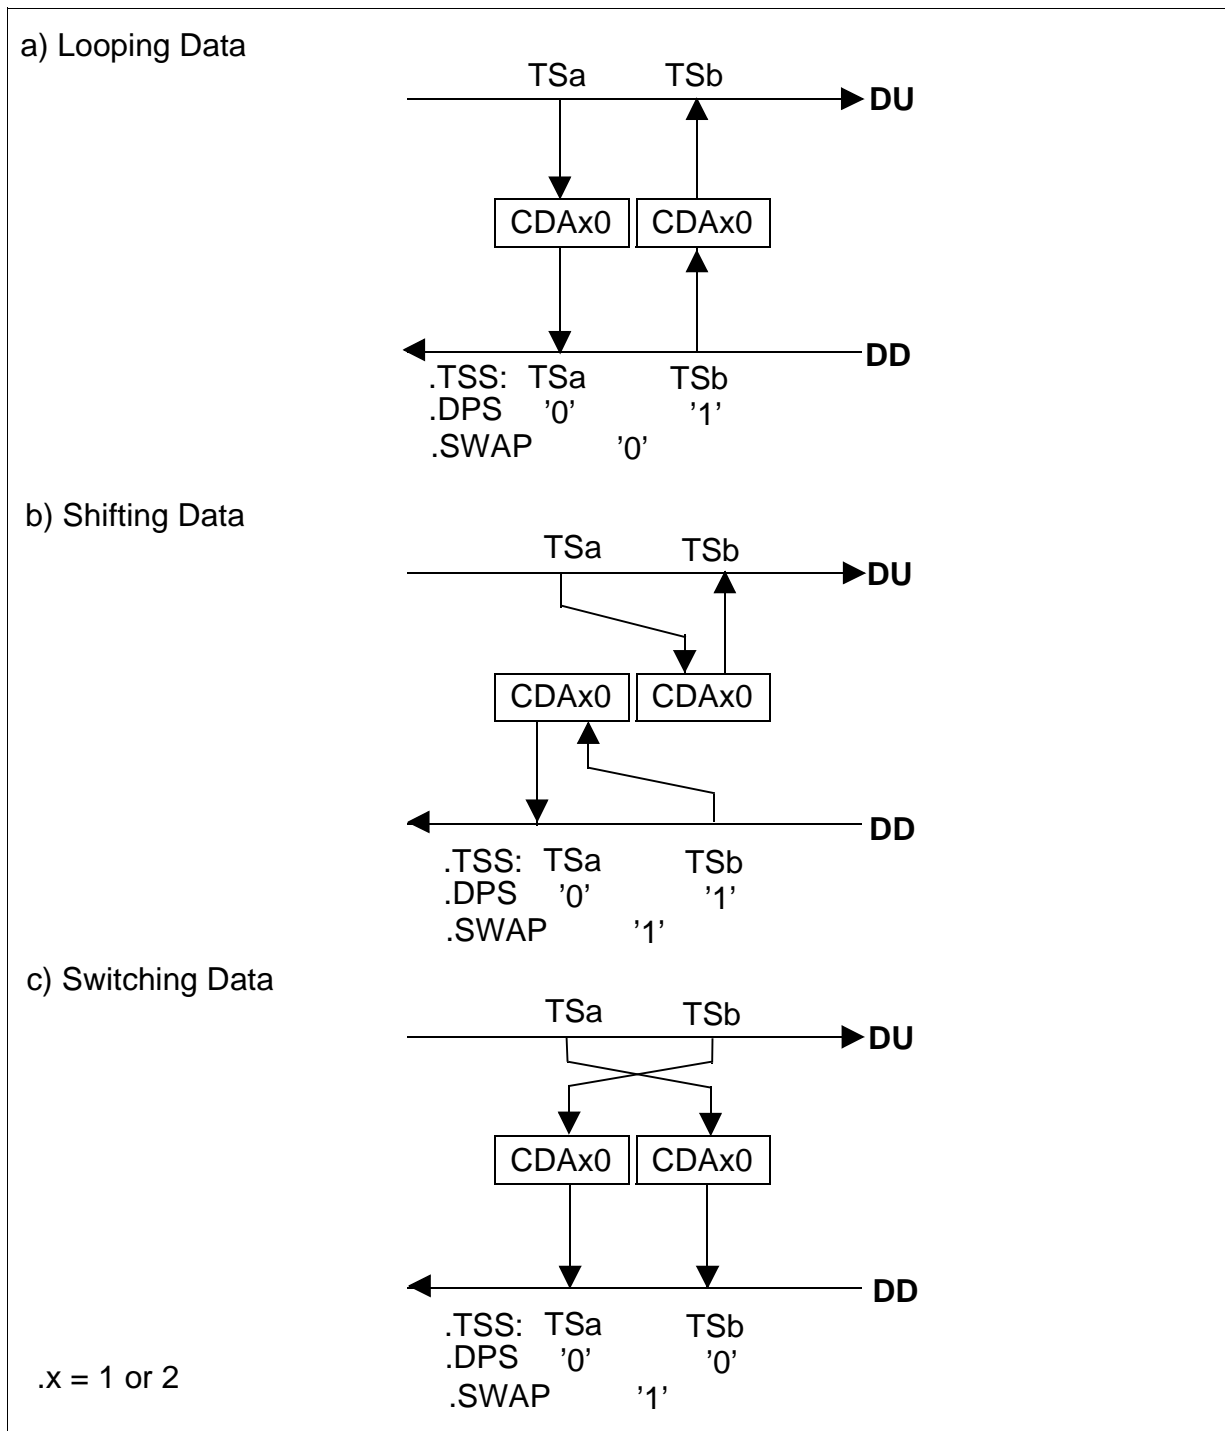 a) Looping Data
TSa TSb
DU
CDAx0 CDAx0
DD
.TSS: TSa TSb
.DPS ’0’ ’1’
.SWAP ’0’
b) Shifting Data
TSa TSb
DU
CDAx0 CDAx0
DD
.TSS: TSa TSb
.DPS ’0’ ’1’
.SWAP ’1’
c) Switching Data
TSa TSb
DU
CDAx0 CDAx0
DD
.TSS: TSa TSb
.DPS ’0’ ’0’
.x = 1 or 2
.SWAP ’1’